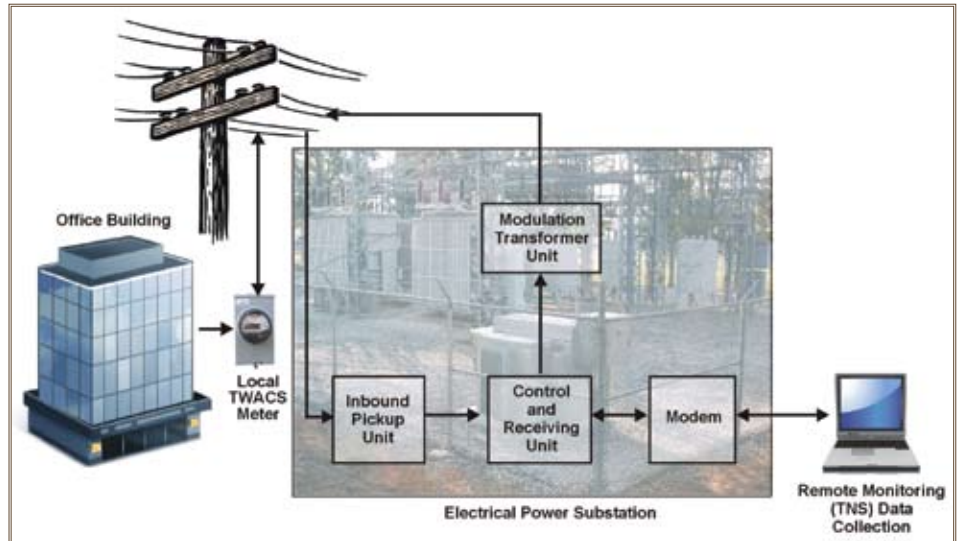 Office Building
Modulation
Transformer
Unit
Local
TWACS
Meter
Inbound
Pickup
Unit
Control
and
Receiving
Unit
Modem
Electrical Power Substation
Remote Monitoring
(TNS) Data
Collection